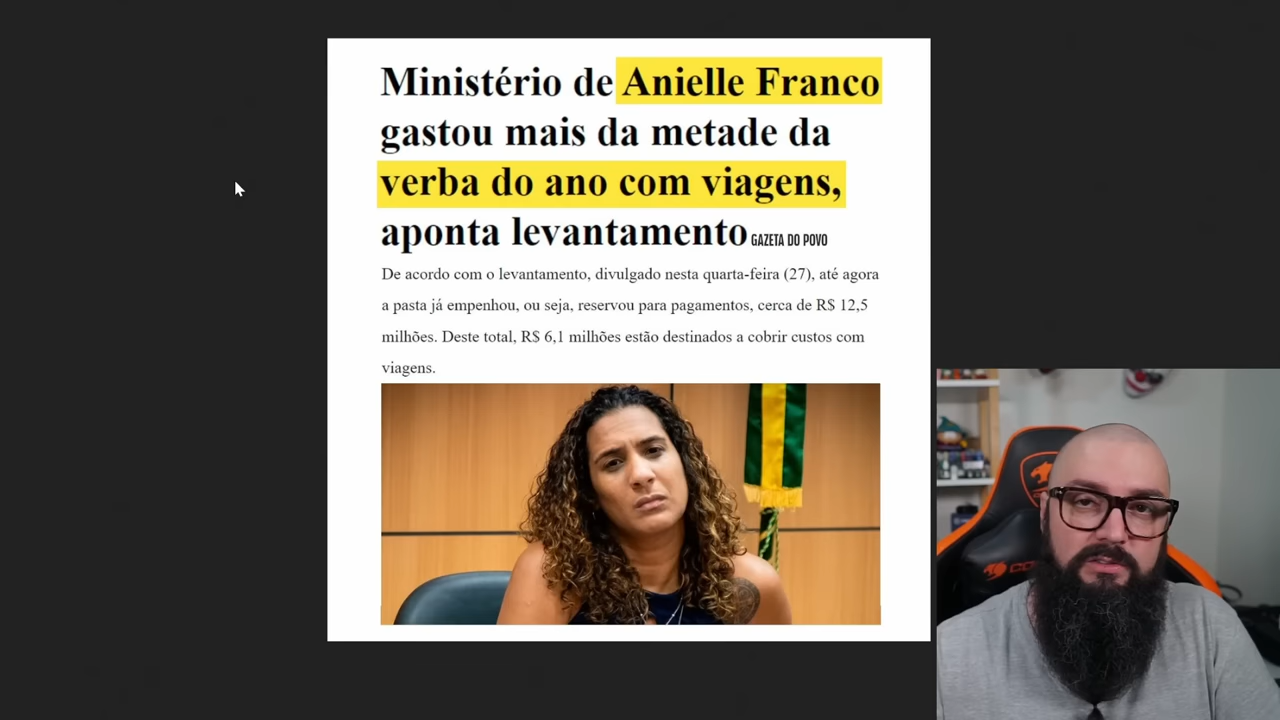 Ministério de Anielle Franco
gastou mais da metade da
verba do ano com viagens,
aponta levantamento GAZETA DO POVO
De acordo com o levantamento, divulgado nesta quarta-feira (27), até agora
a pasta já empenhou, ou seja, reservou para pagamentos, cerca de R$ 12,5
milhões. Deste total, R$ 6,1 milhões estão destinados a cobrir custos com
viagens.